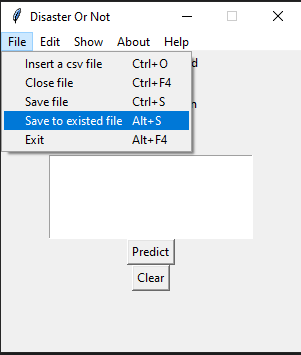 Disaster Or Not
File Edit Show About Help
Insert a csv file Ctrl+O
Close file Ctrl+F4
Save file Ctrl+S
Save to existed file Alt+S
Exit Alt+F4
Predict
Clear